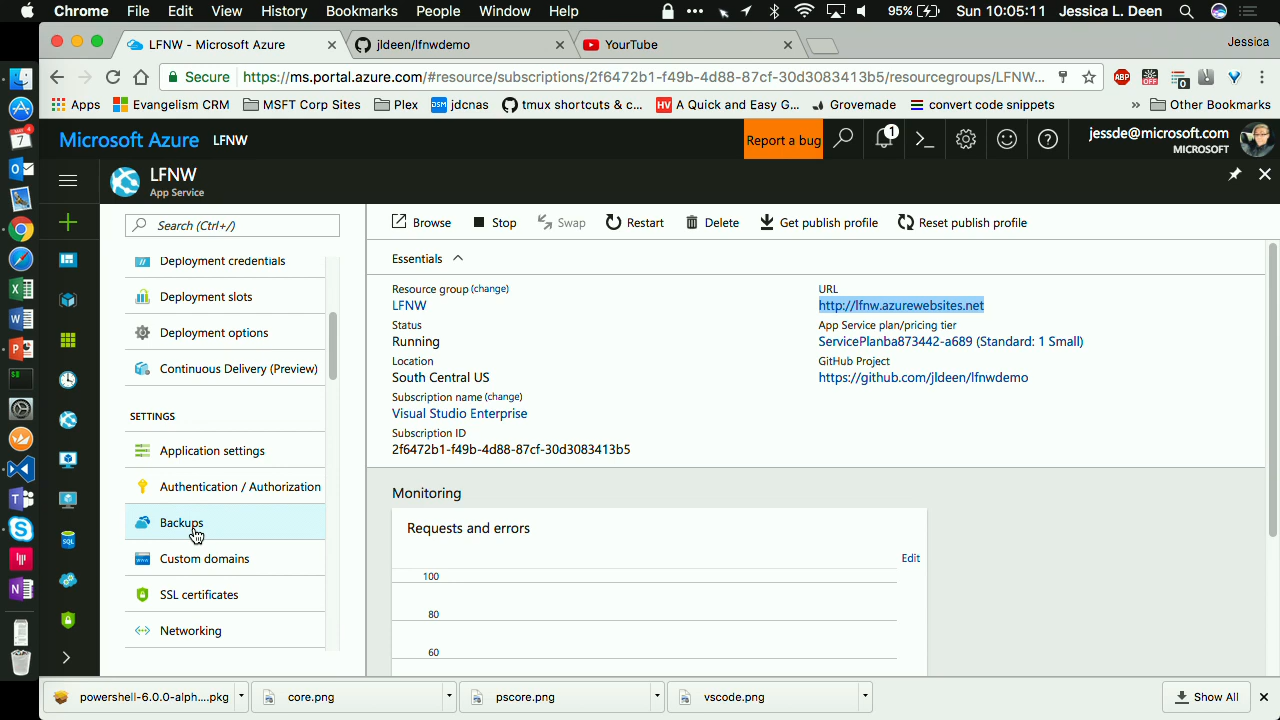 Chrome File Edit View History Bookmarks People Window Help 95% Sun 10:05:11 Jessica L. Deen
LFNW - Microsoft Azure jldeen/lfnwdemo YouTube Jessica
Secure https://ms.portal.azure.com/#resource/subscriptions/2f6472b1-f49b-4d88-87cf-30d3083413b5/resourcegroups/LFNW... ABP OFF 0
Apps Evangelism CRM MSFT Corp Sites Plex DSM jdcnas tmux shortcuts & c... HV A Quick and Easy G... Grovemade convert code snippets » Other Bookmarks
Microsoft Azure LFNW Report a bug 1 jessde@microsoft.com
MICROSOFT
LFNW
App Service
Search (Ctrl+/)
Browse Stop Swap Restart Delete Get publish profile Reset publish profile
Deployment credentials
Deployment slots
Deployment options
Continuous Delivery (Preview)
SETTINGS
Application settings
Authentication / Authorization
Backups
Custom domains
SSL certificates
Networking
Essentials
Resource group (change)
LFNW
Status
Running
Location
South Central US
Subscription name (change)
Visual Studio Enterprise
Subscription ID
2f6472b1-f49b-4d88-87cf-30d3083413b5
URL
http://lfnw.azurewebsites.net
App Service plan/pricing tier
ServicePlanba873442-a689 (Standard: 1 Small)
GitHub Project
https://github.com/jldeen/lfnwdemo
Monitoring
Requests and errors
Edit
100
80
60
7
SQL
powershell-6.0.0-alph....pkg core.png pscore.png vscode.png Show All